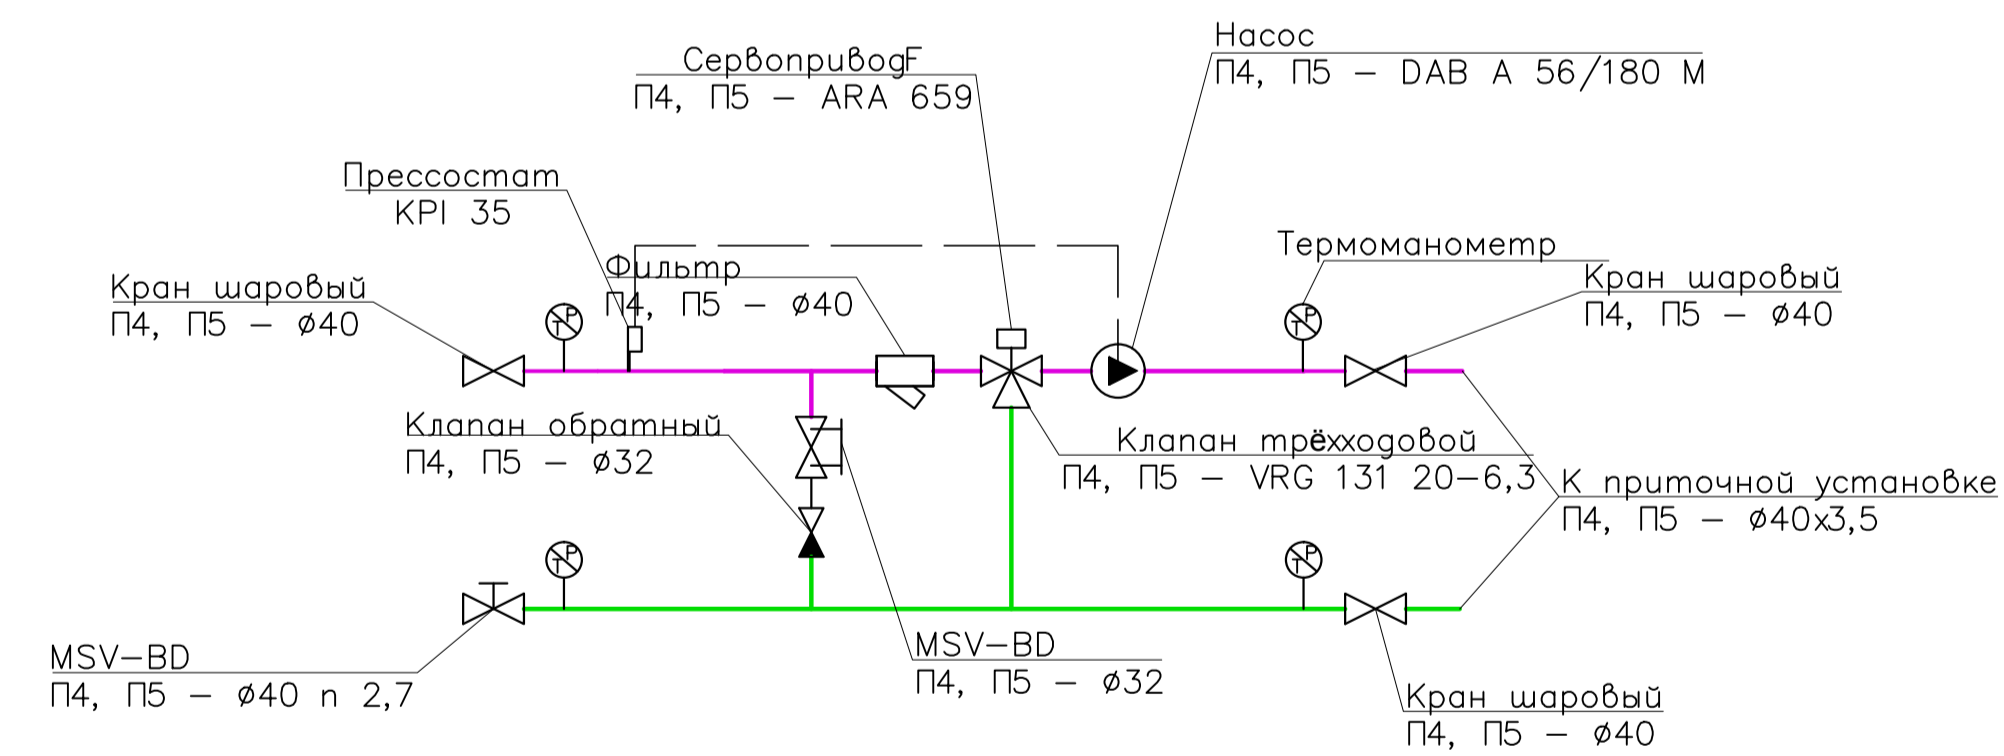 Насос
П4, П5 - DAB A 56/180 M
СервоприводF
П4, П5 - ARA 659
Прессостат
KPI 35
Термоманометр
Фильтр
П4, П5 - ø40
Кран шаровый
П4, П5 - ø40
Кран шаровый
П4, П5 - ø40
P
T
P
T
Клапан обратный
П4, П5 - ø32
Клапан трёхходовой
П4, П5 - VRG 131 20-6,3
К приточной установке
П4, П5 - ø40x3,5
P
T
P
T
MSV-BD
П4, П5 - ø40 n 2,7
MSV-BD
П4, П5 - ø32
Кран шаровый
П4, П5 - ø40